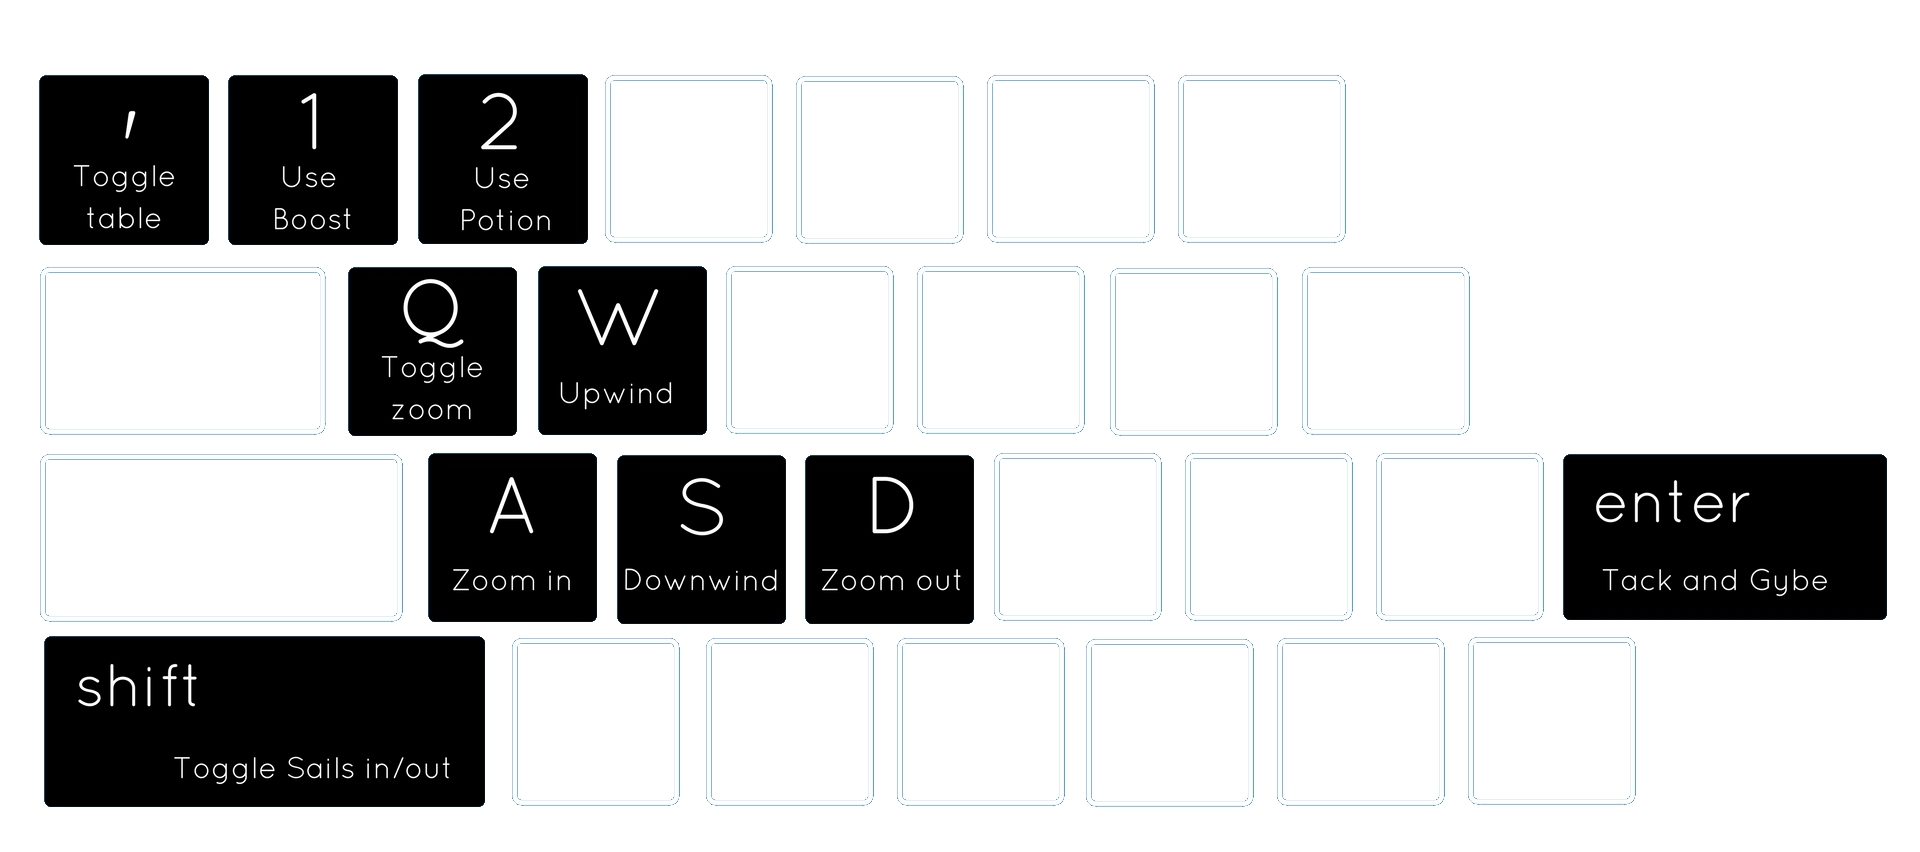 '
Toggle
table
1
Use
Boost
2
Use
Potion
Q
Toggle
zoom
W
Upwind
A
Zoom in
S
Downwind
D
Zoom out
enter
Tack and Gybe
shift
Toggle Sails in/out